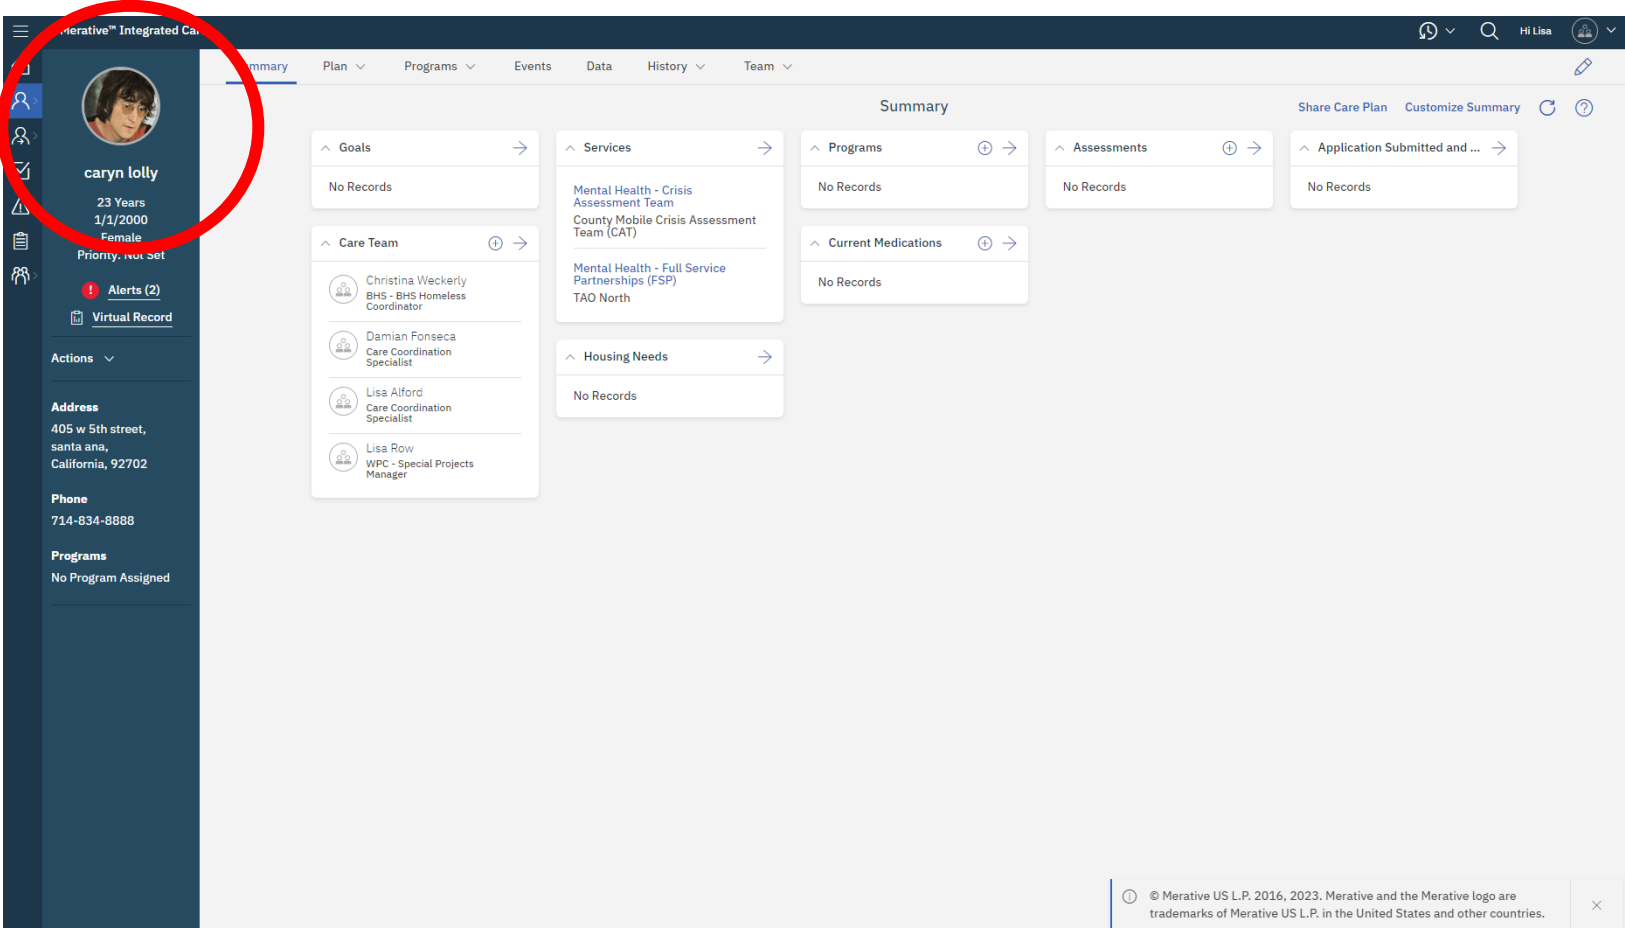 Merative™ Integrated Ca
Hi Lisa
Summary
Plan
Programs
Events
Data
History
Team
caryn lolly
23 Years
1/1/2000
Female
Priority: Not Set
Alerts (2)
Virtual Record
Actions
Address
405 w 5th street,
santa ana,
California, 92702
Phone
714-834-8888
Programs
No Program Assigned
Summary
Share Care Plan
Customize Summary
Goals
No Records
Care Team
Christina Weckerly
BHS - BHS Homeless
Coordinator
Damian Fonseca
Care Coordination
Specialist
Lisa Alford
Care Coordination
Specialist
Lisa Row
WPC - Special Projects
Manager
Services
Mental Health - Crisis
Assessment Team
County Mobile Crisis Assessment
Team (CAT)
Mental Health - Full Service
Partnerships (FSP)
TAO North
Housing Needs
No Records
Programs
No Records
Current Medications
No Records
Assessments
No Records
Application Submitted and ...
No Records
© Merative US L.P. 2016, 2023. Merative and the Merative logo are
trademarks of Merative US L.P. in the United States and other countries.